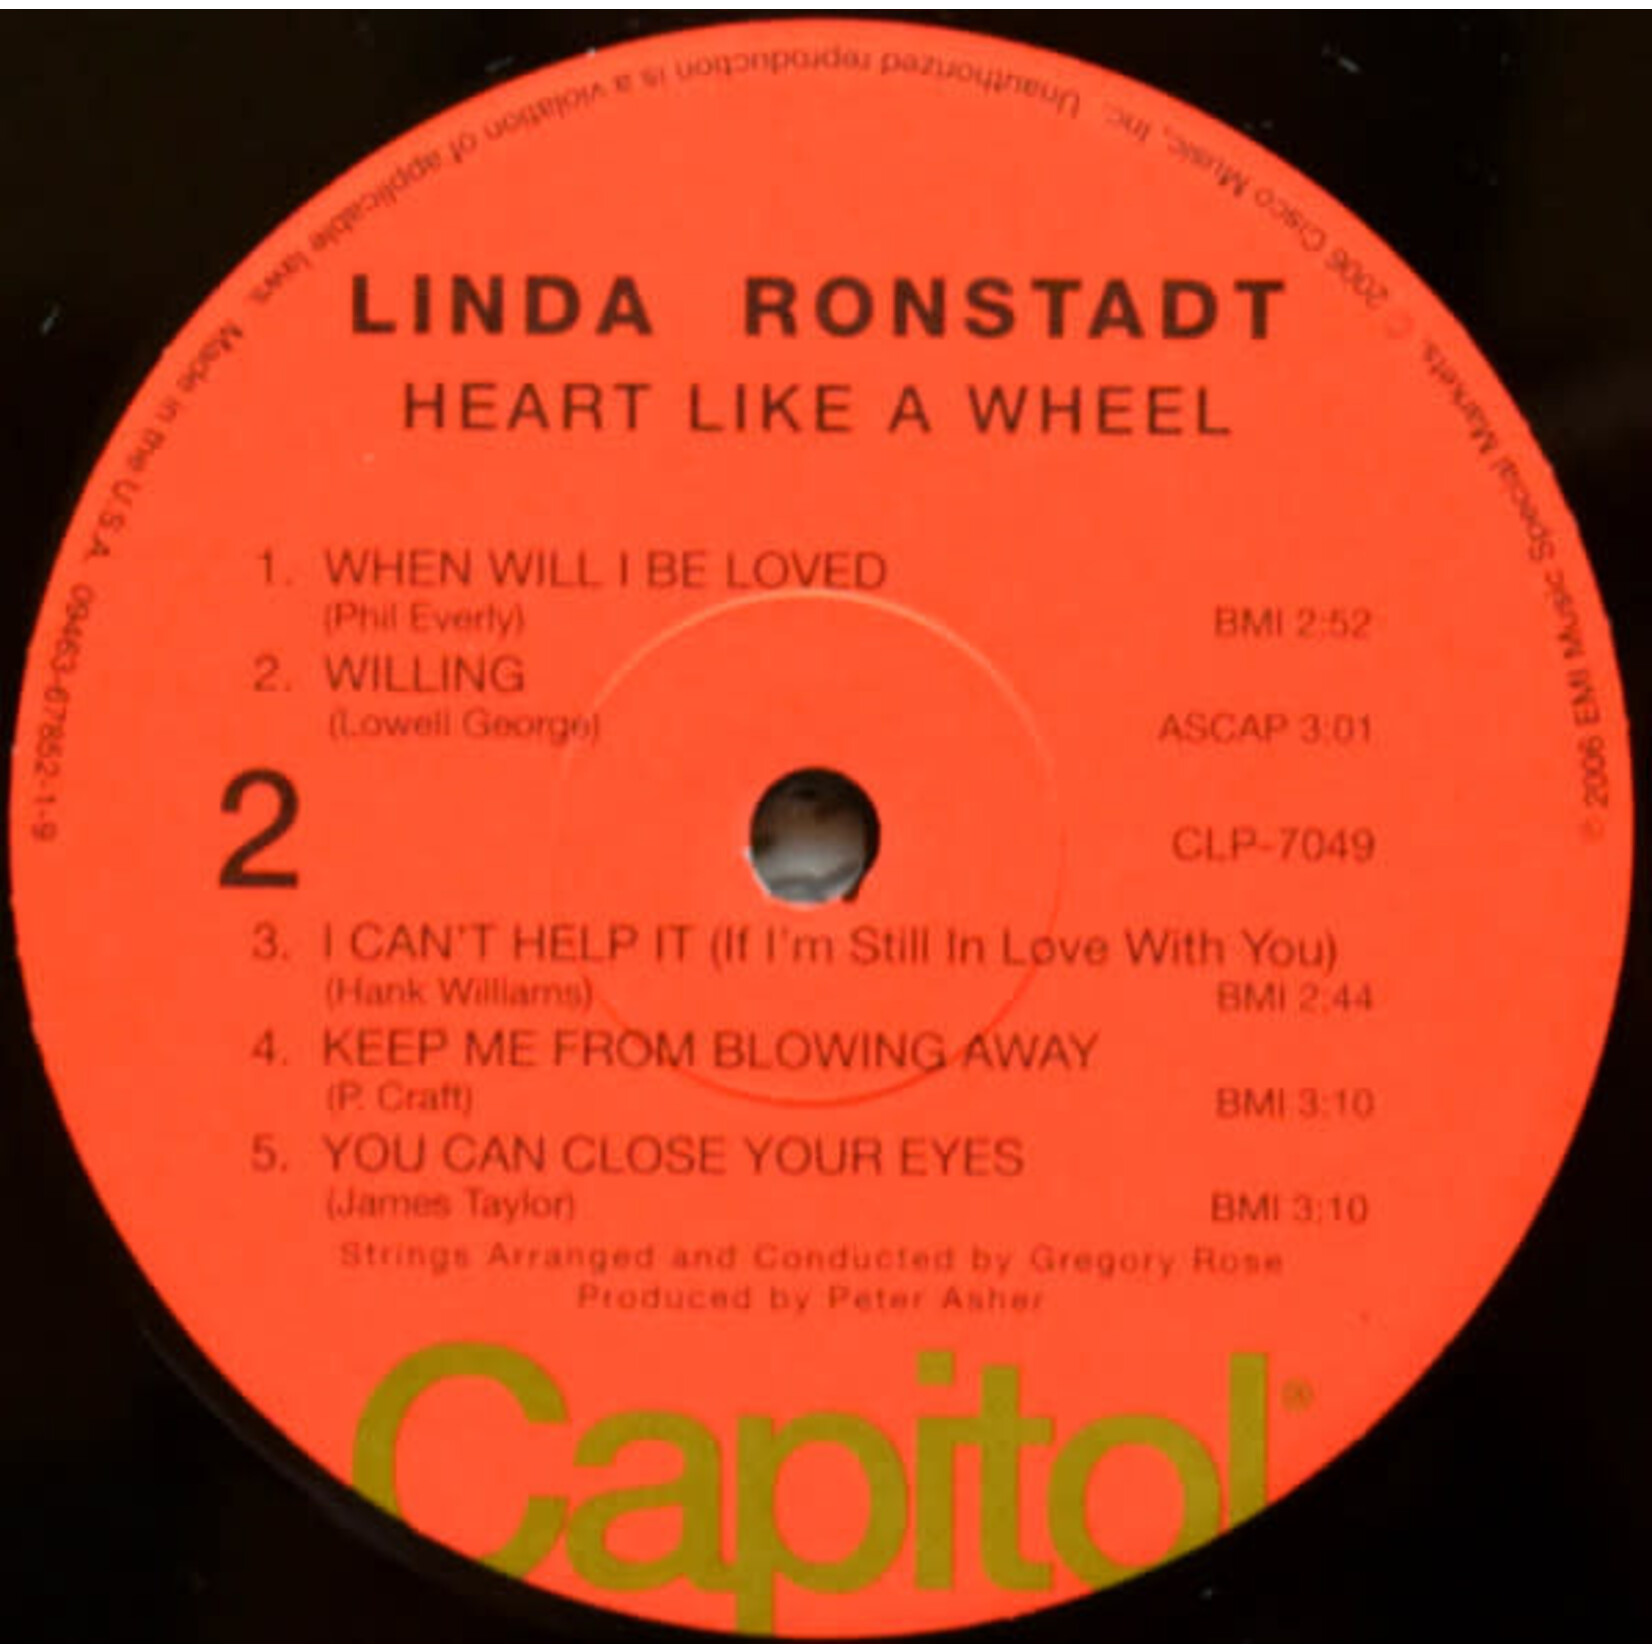 LINDA RONSTADT
HEART LIKE A WHEEL
1. WHEN WILL I BE LOVED
(Phil Everly) BMI 2:52
2. WILLING
(Lowell George) ASCAP 3:01
2
CLP-7049
3. I CAN'T HELP IT (If I'm Still In Love With You)
(Hank Williams) BMI 2:44
4. KEEP ME FROM BLOWING AWAY
(P. Craft) BMI 3:10
5. YOU CAN CLOSE YOUR EYES
(James Taylor) BMI 3:10
Strings Arranged and Conducted by Gregory Rose
Produced by Peter Asher
Capitol®
℗ 2006 EMI Music Special Markets. © 2006 Cisco Music, Inc. Unauthorized reproduction is a violation of applicable laws. Made in the U.S.A. 09463-67852-1-9